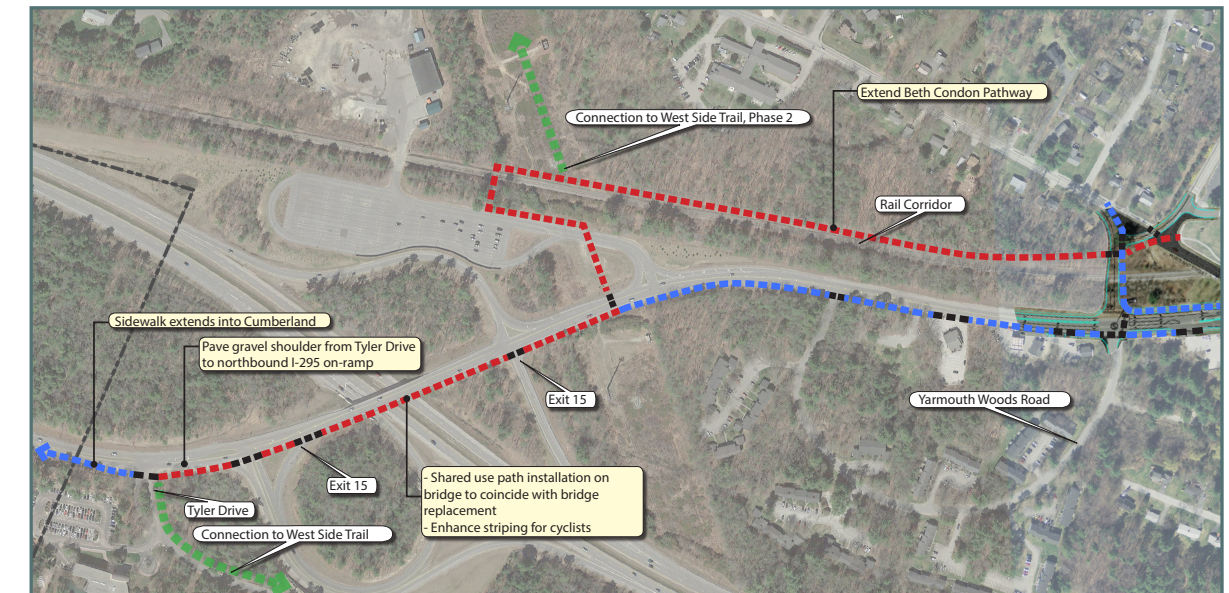 Extend Beth Condon Pathway
Connection to West Side Trail, Phase 2
Rail Corridor
Sidewalk extends into Cumberland
Pave gravel shoulder from Tyler Drive
to northbound I-295 on-ramp
Exit 15
Yarmouth Woods Road
- Shared use path installation on
bridge to coincide with bridge
replacement
- Enhance striping for cyclists
Exit 15
Tyler Drive
Connection to West Side Trail